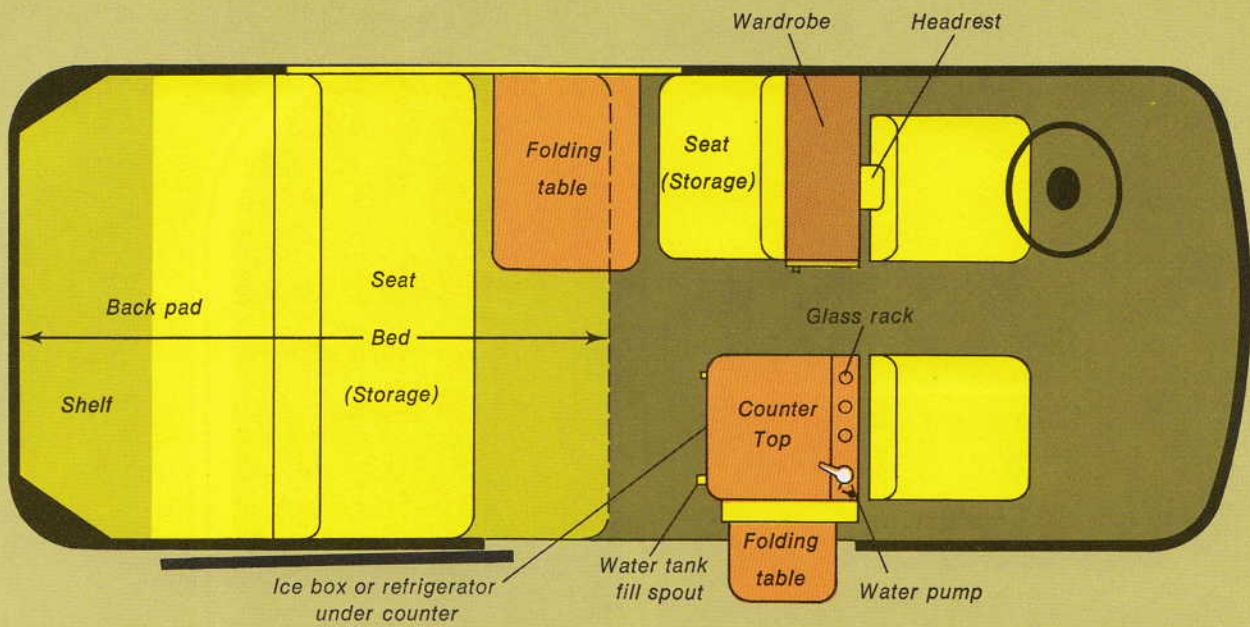 Wardrobe
Headrest
Folding
table
Seat
(Storage)
Back pad
Seat
Bed
(Storage)
Shelf
Glass rack
Counter
Top
Folding
table
Ice box or refrigerator
under counter
Water tank
fill spout
Water pump